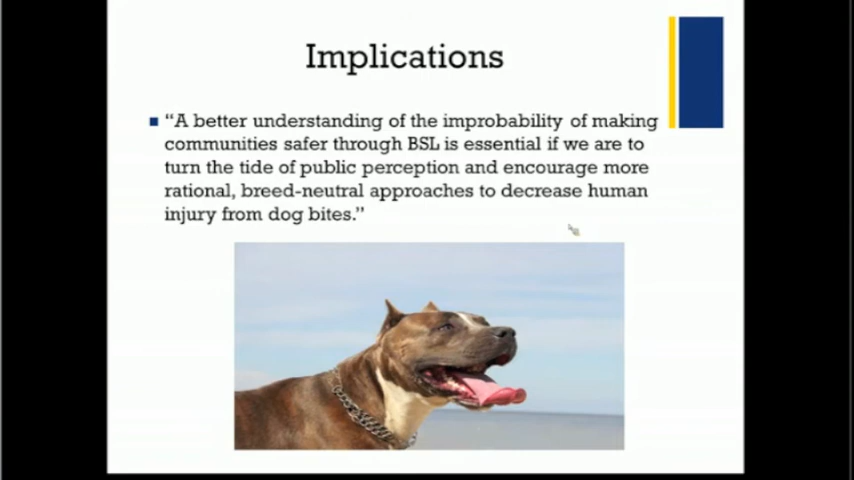 Implications
“A better understanding of the improbability of making
communities safer through BSL is essential if we are to
turn the tide of public perception and encourage more
rational, breed-neutral approaches to decrease human
injury from dog bites.”